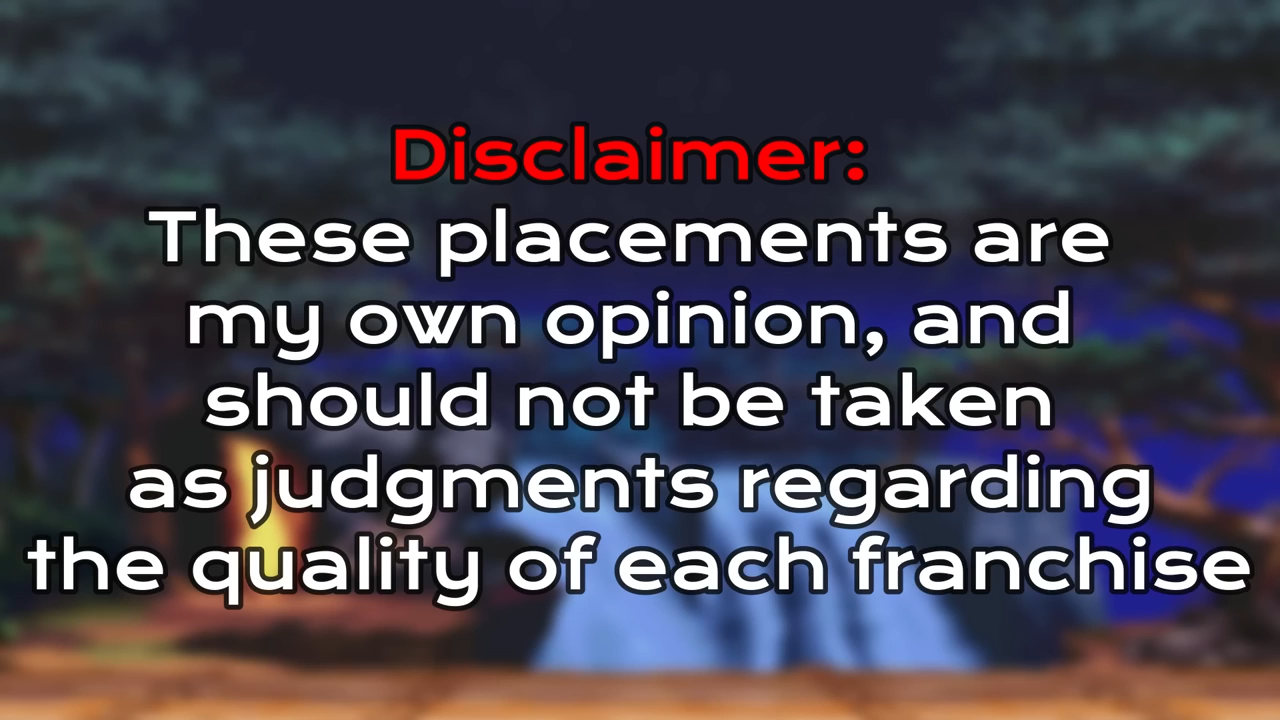 Disclaimer:
These placements are
my own opinion, and
should not be taken
as judgments regarding
the quality of each franchise